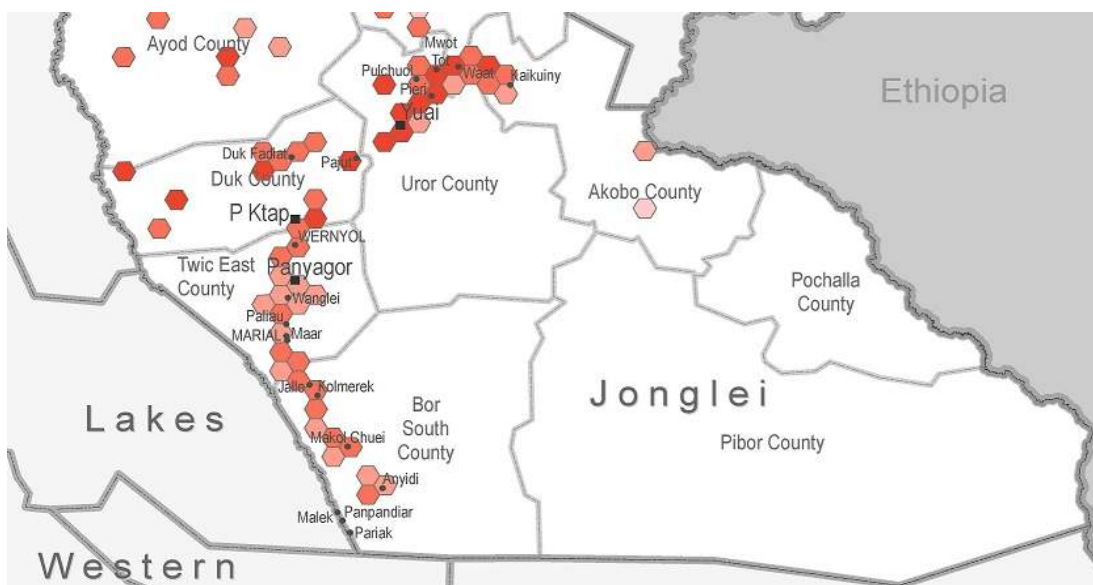 Ayod County
Mwot
Tot
Pulchuot
Waat
Kaikuiny
Pieri
Yuai
Ethiopia
Duk Fadiat
Pajut
Duk County
Uror County
Akobo County
P Ktap
WERNYOL
Twic East
County
Panyagor
Pochalla
County
Wanglei
Paliau
MARIAL
Maar
Jalle
Kolmerek
Jonglei
Lakes
Bor
South
County
Makol Chuei
Pibor County
Anyidi
Malek
Panpandiar
Pariak
Western